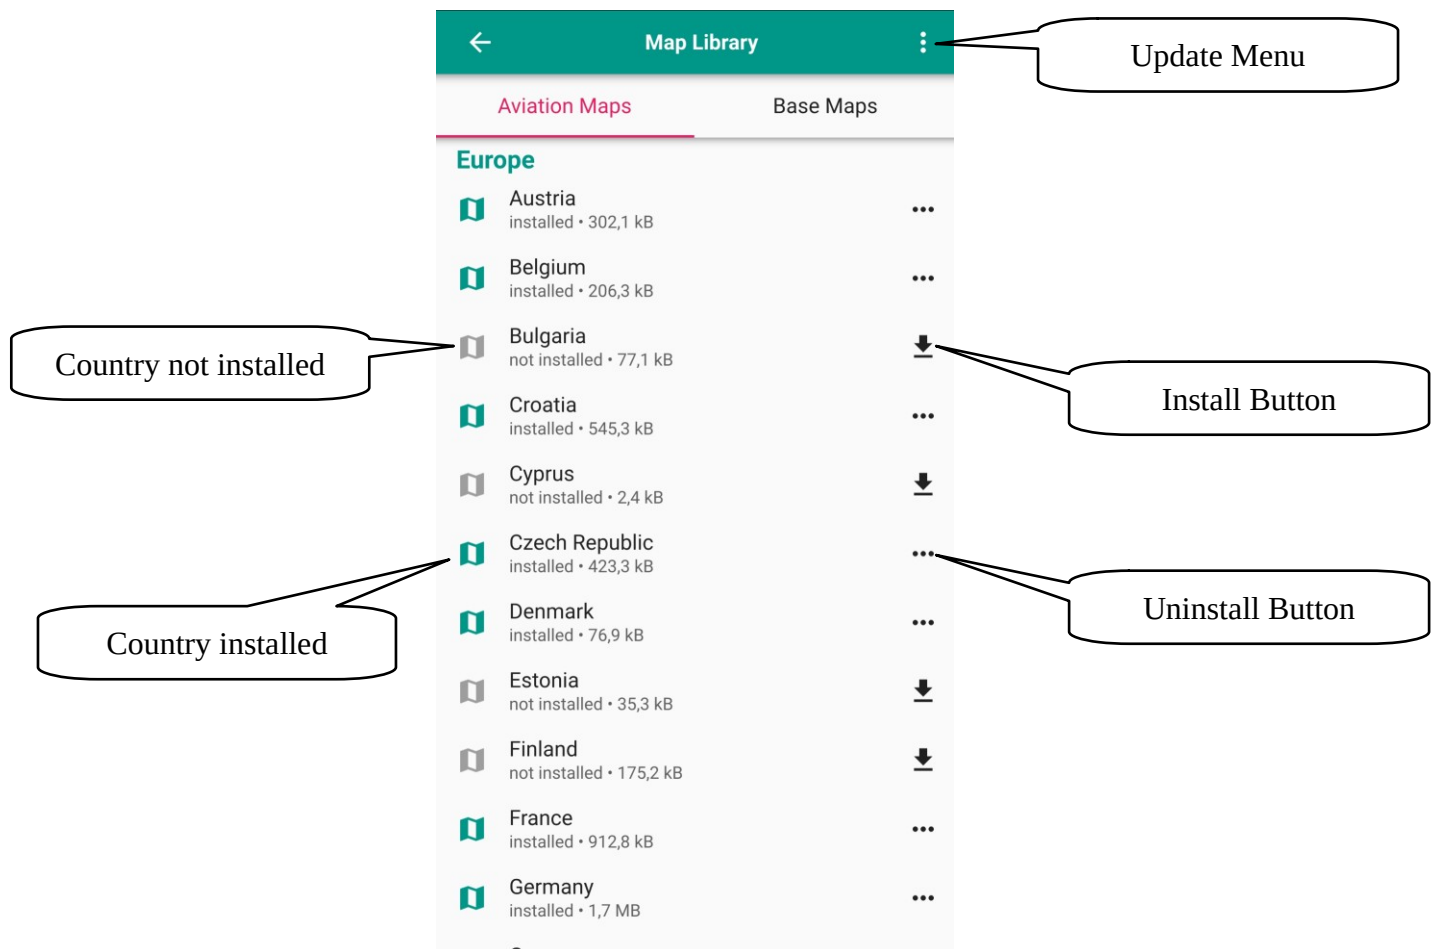 Map Library
Update Menu
Aviation Maps
Base Maps
Europe
Austria
installed • 302,1 kB
Belgium
installed • 206,3 kB
Bulgaria
not installed • 77,1 kB
Country not installed
Install Button
Croatia
installed • 545,3 kB
Cyprus
not installed • 2,4 kB
Czech Republic
installed • 423,3 kB
Uninstall Button
Country installed
Denmark
installed • 76,9 kB
Estonia
not installed • 35,3 kB
Finland
not installed • 175,2 kB
France
installed • 912,8 kB
Germany
installed • 1,7 MB